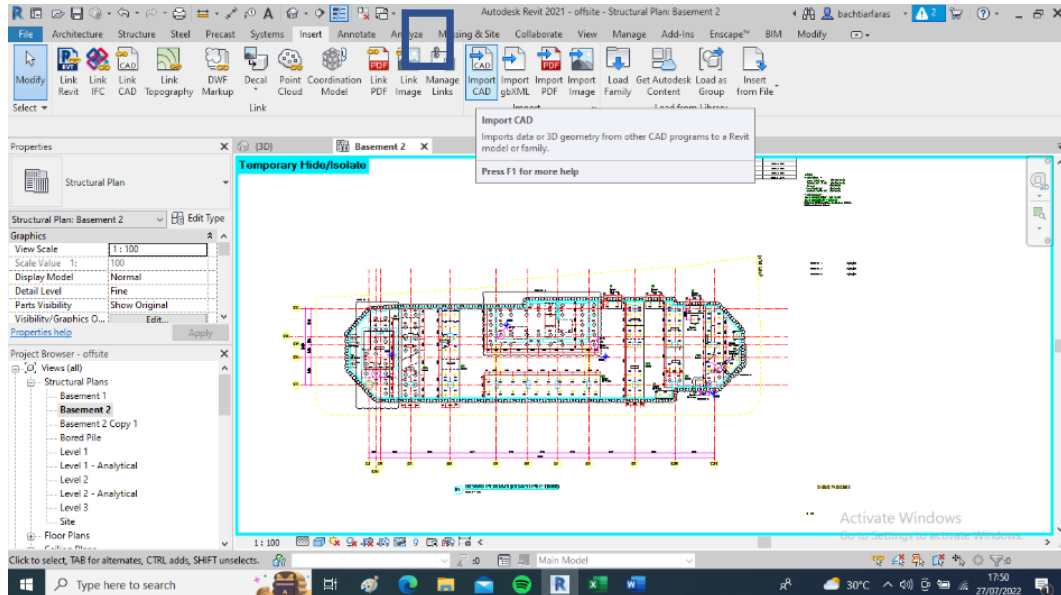 Autodesk Revit 2021 - offsite - Structural Plan: Basement 2
bachtiarfaras
2
File Architecture Structure Steel Precast Systems Insert Annotate Site Collaborate View Manage Add-Ins Enscape™ BIM Modify
Modify
Link Revit
Link IFC
Link CAD
Link Topography
DWF Markup
Decal
Point Cloud
Coordination Model
Link PDF
Link Image
Manage Links
Import CAD
Import gbXML
Import PDF
Import Image
Load Family
Get Autodesk Content
Load as Group
Insert from File
Select
Link
Import CAD
Imports data or 3D geometry from other CAD programs to a Revit
model or family.
Press F1 for more help
Properties
{3D}
Basement 2
Temporary Hide/Isolate
Structural Plan
Structural Plan: Basement 2
Edit Type
Graphics
View Scale 1 : 100
Scale Value 1: 100
Display Model Normal
Detail Level Fine
Parts Visibility Show Original
Visibility/Graphics O... Edit...
Properties help
Apply
Project Browser - offsite
Views (all)
Structural Plans
Basement 1
Basement 2
Basement 2 Copy 1
Bored Pile
Level 1
Level 1 - Analytical
Level 2
Level 2 - Analytical
Level 3
Site
Floor Plans
Activate Windows
Go to Settings to activate Windows.
1 : 100
Click to select, TAB for alternates, CTRL adds, SHIFT unselects.
:0
Main Model
:0
Type here to search
30°C
17:50
27/07/2022